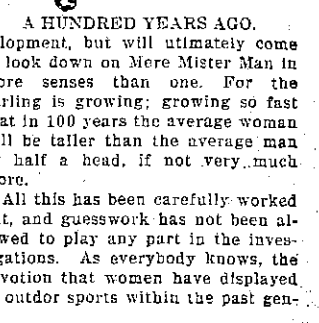 A HUNDRED YEARS AGO.
lopment, but will utimately come
look down on Mere Mister Man in
ore senses than one. For the
rling is growing; growing so fast
at in 100 years the average woman
ll be taller than the average man
half a head, if not very much
ore.
All this has been carefully worked
t, and guesswork has not been al-
wed to play any part in the inves-
gations. As everybody knows, the
votion that women have displayed
outdor sports within the past gen-